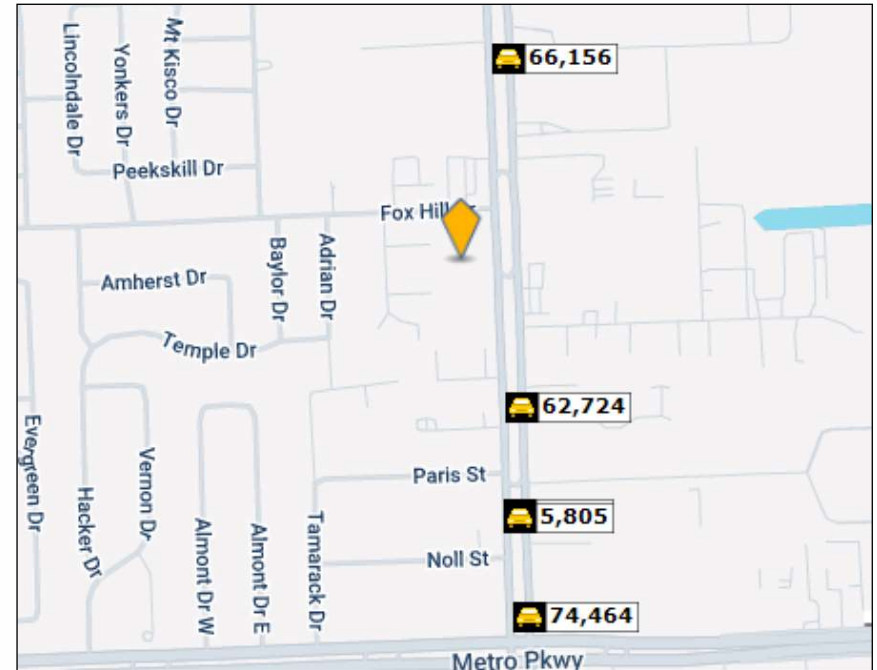 66,156
Lincolndale Dr
Yonkers Dr
Mt Kisco Dr
Peekskill Dr
Fox Hill
Amherst Dr
Baylor Dr
Adrian Dr
Temple Dr
62,724
Evergreen Dr
Hacker Dr
Vernon Dr
Almont Dr W
Almont Dr E
Tamarack Dr
Paris St
5,805
Noll St
74,464
Metro Pkwy